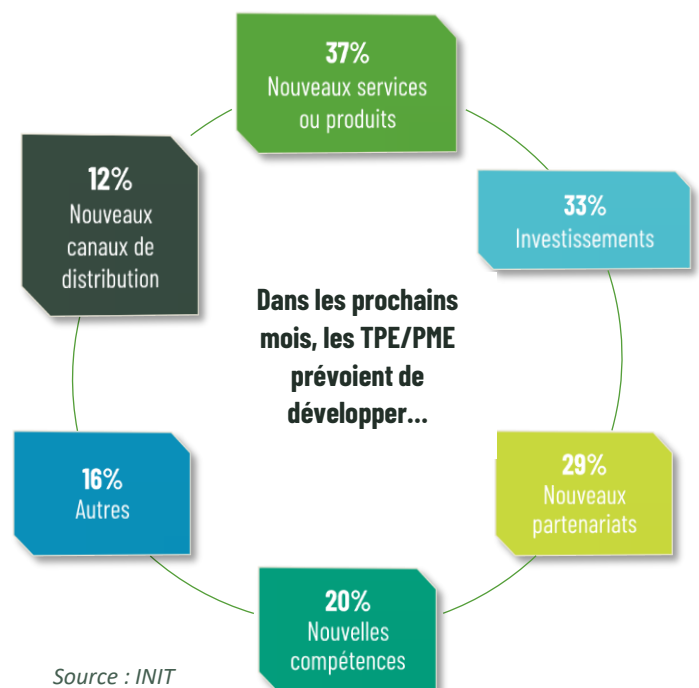 37%
Nouveaux services
ou produits
33%
Investissements
29%
Nouveaux
partenariats
20%
Nouvelles
compétences
16%
Autres
12%
Nouveaux
canaux de
distribution
Dans les prochains
mois, les TPE/PME
prévoient de
développer...
Source : INIT